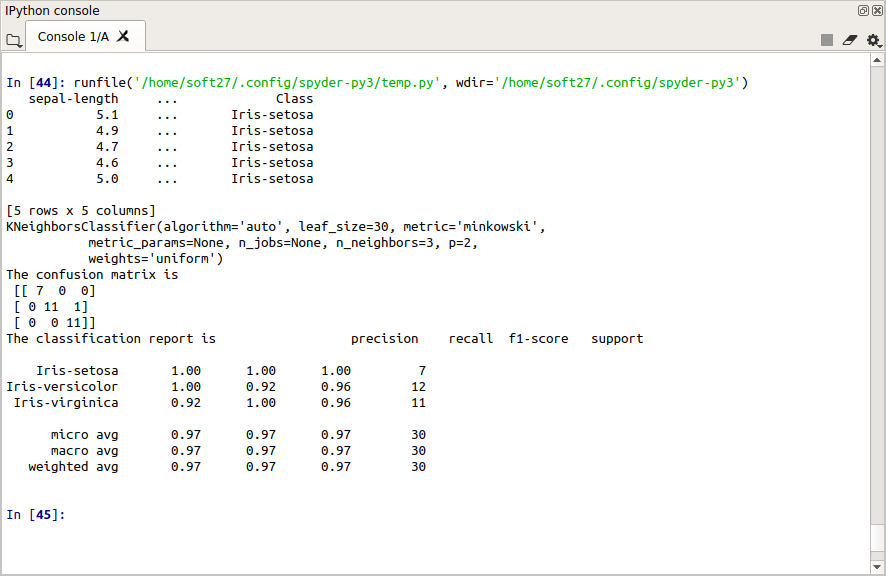 IPython console
Console 1/A
In [44]: runfile('/home/soft27/.config/spyder-py3/temp.py', wdir='/home/soft27/.config/spyder-py3')
   sepal-length     ...             Class
0           5.1     ...       Iris-setosa
1           4.9     ...       Iris-setosa
2           4.7     ...       Iris-setosa
3           4.6     ...       Iris-setosa
4           5.0     ...       Iris-setosa
[5 rows x 5 columns]
KNeighborsClassifier(algorithm='auto', leaf_size=30, metric='minkowski',
           metric_params=None, n_jobs=None, n_neighbors=3, p=2,
           weights='uniform')
The confusion matrix is
 [[ 7  0  0]
 [ 0 11  1]
 [ 0  0 11]]
The classification report is                  precision    recall  f1-score   support
    Iris-setosa       1.00      1.00      1.00         7
Iris-versicolor       1.00      0.92      0.96        12
 Iris-virginica       0.92      1.00      0.96        11
      micro avg       0.97      0.97      0.97        30
      macro avg       0.97      0.97      0.97        30
   weighted avg       0.97      0.97      0.97        30
In [45]: